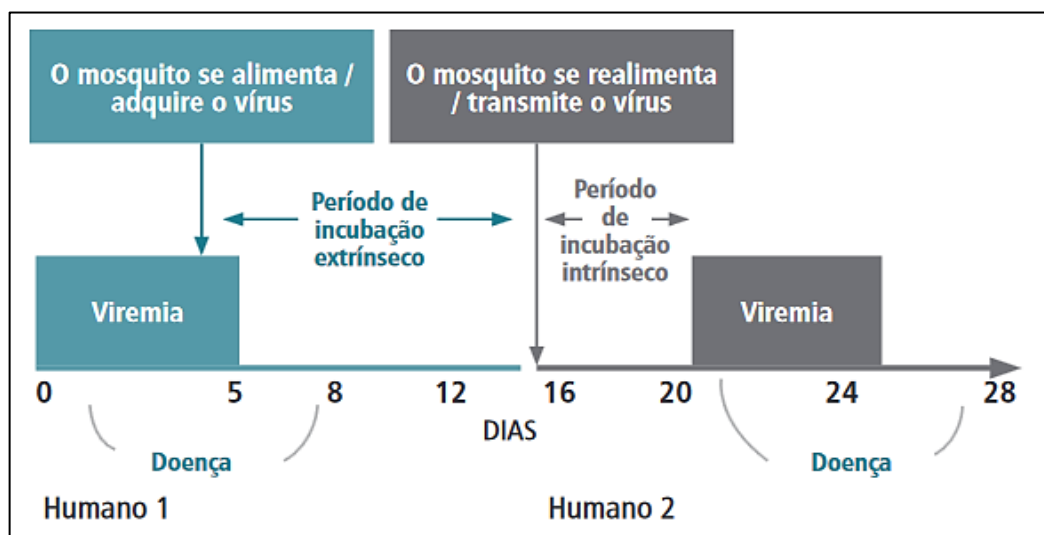 O mosquito se alimenta /
adquire o vírus
O mosquito se realimenta
/ transmite o vírus
Período de
incubação
extrínseco
Período
de
incubação
intrínseco
Viremia
Viremia
0 5 8 12 16 20 24 28
DIAS
Doença
Doença
Humano 1
Humano 2